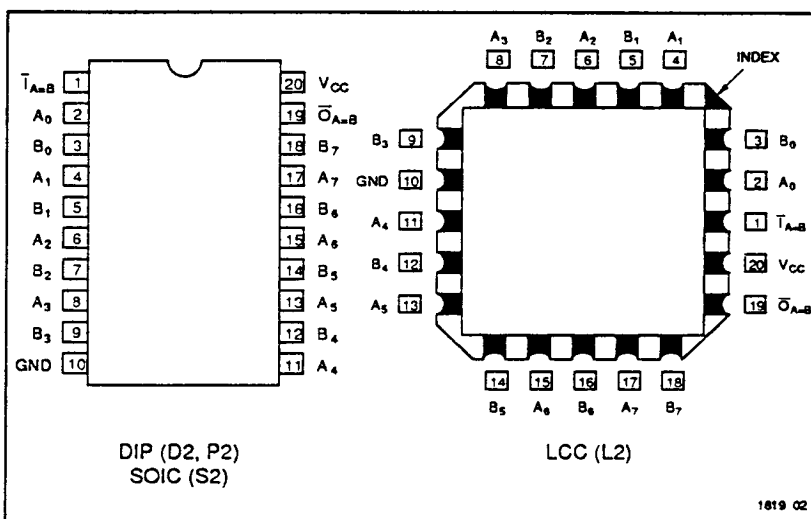 Ī A=B 1
A0 2
B0 3
A1 4
B1 5
A2 6
B2 7
A3 8
B3 9
GND 10
20 VCC
19 Ō A=B
18 B7
17 A7
16 B6
15 A6
14 B5
13 A5
12 B4
11 A4
DIP (D2, P2)
SOIC (S2)
A3 B2 A2 B1 A1
8 7 6 5 4
INDEX
B3 9
GND 10
A4 11
B4 12
A5 13
3 B0
2 A0
1 Ī A=B
20 VCC
19 Ō A=B
14 15 16 17 18
B5 A6 B6 A7 B7
LCC (L2)
1819 02